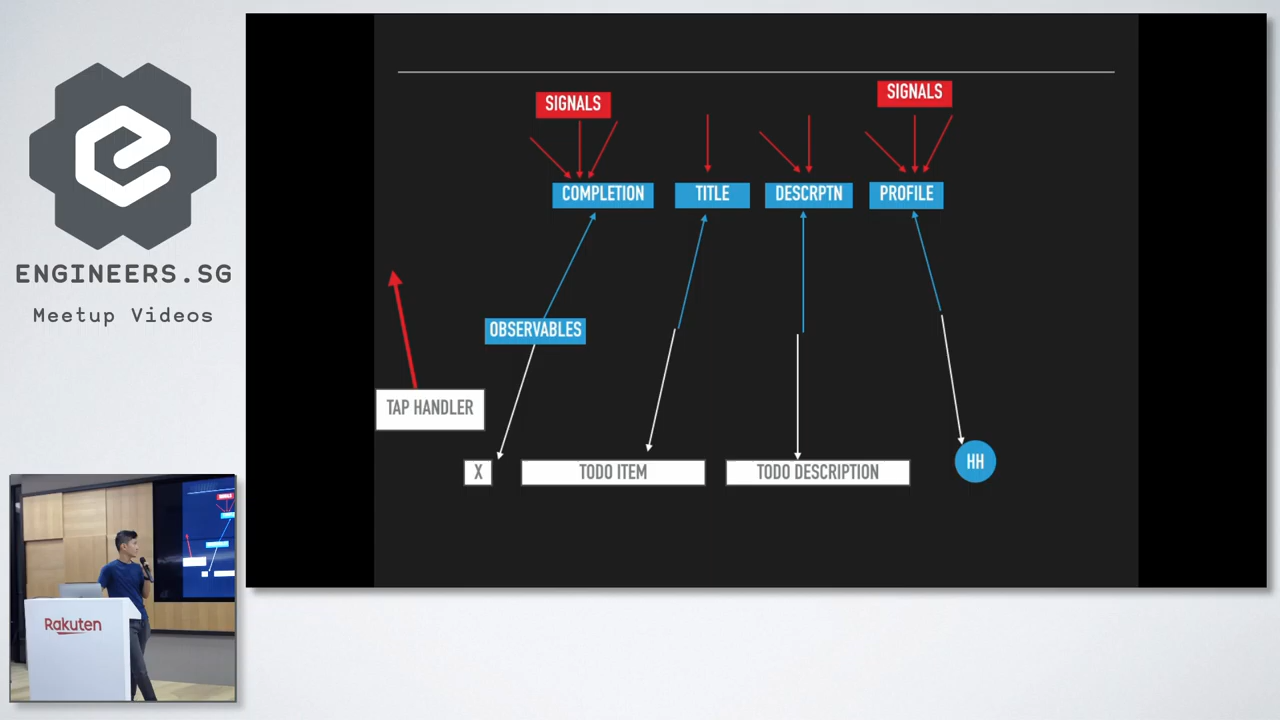 ENGINEERS.SG
Meetup Videos
Rakuten
SIGNALS
SIGNALS
COMPLETION
TITLE
DESCRPTN
PROFILE
OBSERVABLES
TAP HANDLER
X
TODO ITEM
TODO DESCRIPTION
HH